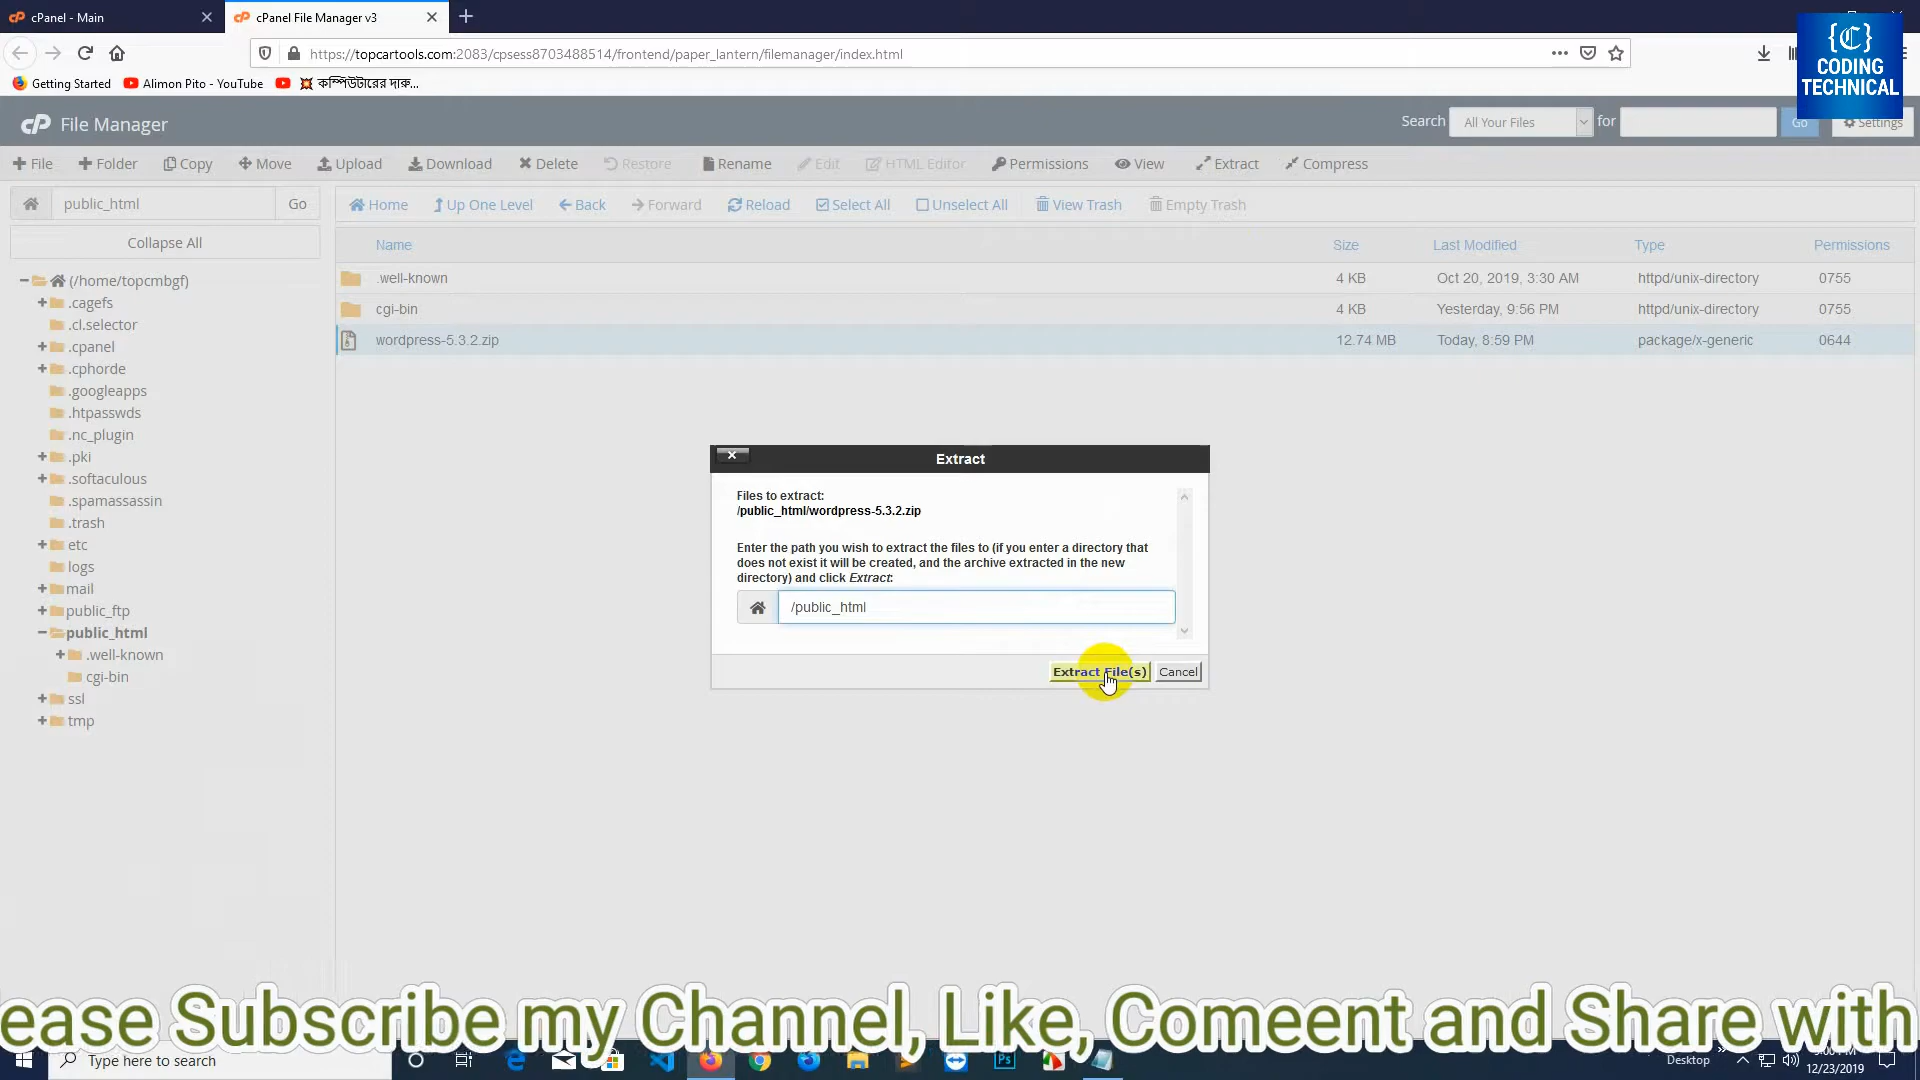 cPanel - Main
cPanel File Manager v3
https://topcartools.com:2083/cpsess8703488514/frontend/paper_lantern/filemanager/index.html
Getting Started
Alimon Pito - YouTube
কম্পিউটারের দারু...
{C}
CODING
TECHNICAL
cP File Manager
Search All Your Files for Go Settings
File Folder Copy Move Upload Download Delete Restore Rename Edit HTML Editor Permissions View Extract Compress
public_html Go
Home Up One Level Back Forward Reload Select All Unselect All View Trash Empty Trash
Collapse All
Name Size Last Modified Type Permissions
.well-known 4 KB Oct 20, 2019, 3:30 AM httpd/unix-directory 0755
cgi-bin 4 KB Yesterday, 9:56 PM httpd/unix-directory 0755
wordpress-5.3.2.zip 12.74 MB Today, 8:59 PM package/x-generic 0644
(/home/topcmbgf)
.cagefs
.cl.selector
.cpanel
.cphorde
.googleapps
.htpasswds
.nc_plugin
.pki
.softaculous
.spamassassin
.trash
etc
logs
mail
public_ftp
public_html
.well-known
cgi-bin
ssl
tmp
Extract
Files to extract:
/public_html/wordpress-5.3.2.zip
Enter the path you wish to extract the files to (if you enter a directory that
does not exist it will be created, and the archive extracted in the new
directory) and click Extract:
/public_html
Extract File(s) Cancel
ease Subscribe my Channel, Like, Comeent and Share with
Type here to search
Desktop
12/23/2019